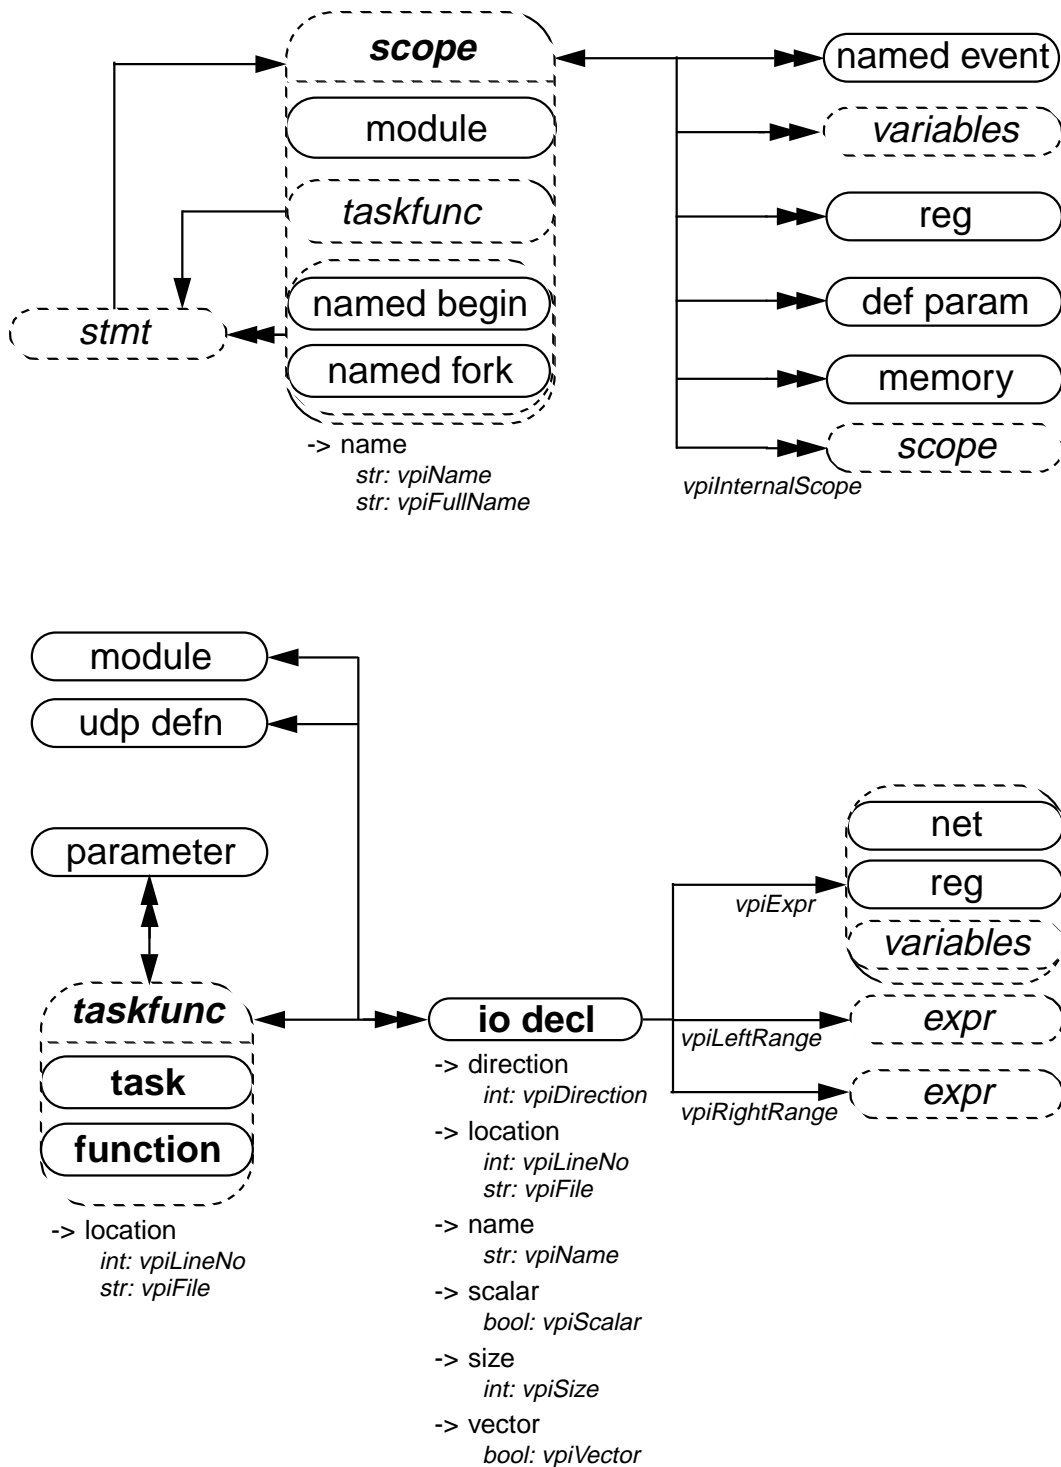 scope
named event
module
variables
taskfunc
reg
named begin
def param
stmt
named fork
memory
-> name
str: vpiName
str: vpiFullName
scope
vpiInternalScope
module
udp defn
parameter
net
reg
vpiExpr
variables
taskfunc
io decl
expr
vpiLeftRange
task
function
-> location
int: vpiLineNo
str: vpiFile
-> direction
int: vpiDirection
expr
vpiRightRange
-> location
int: vpiLineNo
str: vpiFile
-> name
str: vpiName
-> scalar
bool: vpiScalar
-> size
int: vpiSize
-> vector
bool: vpiVector